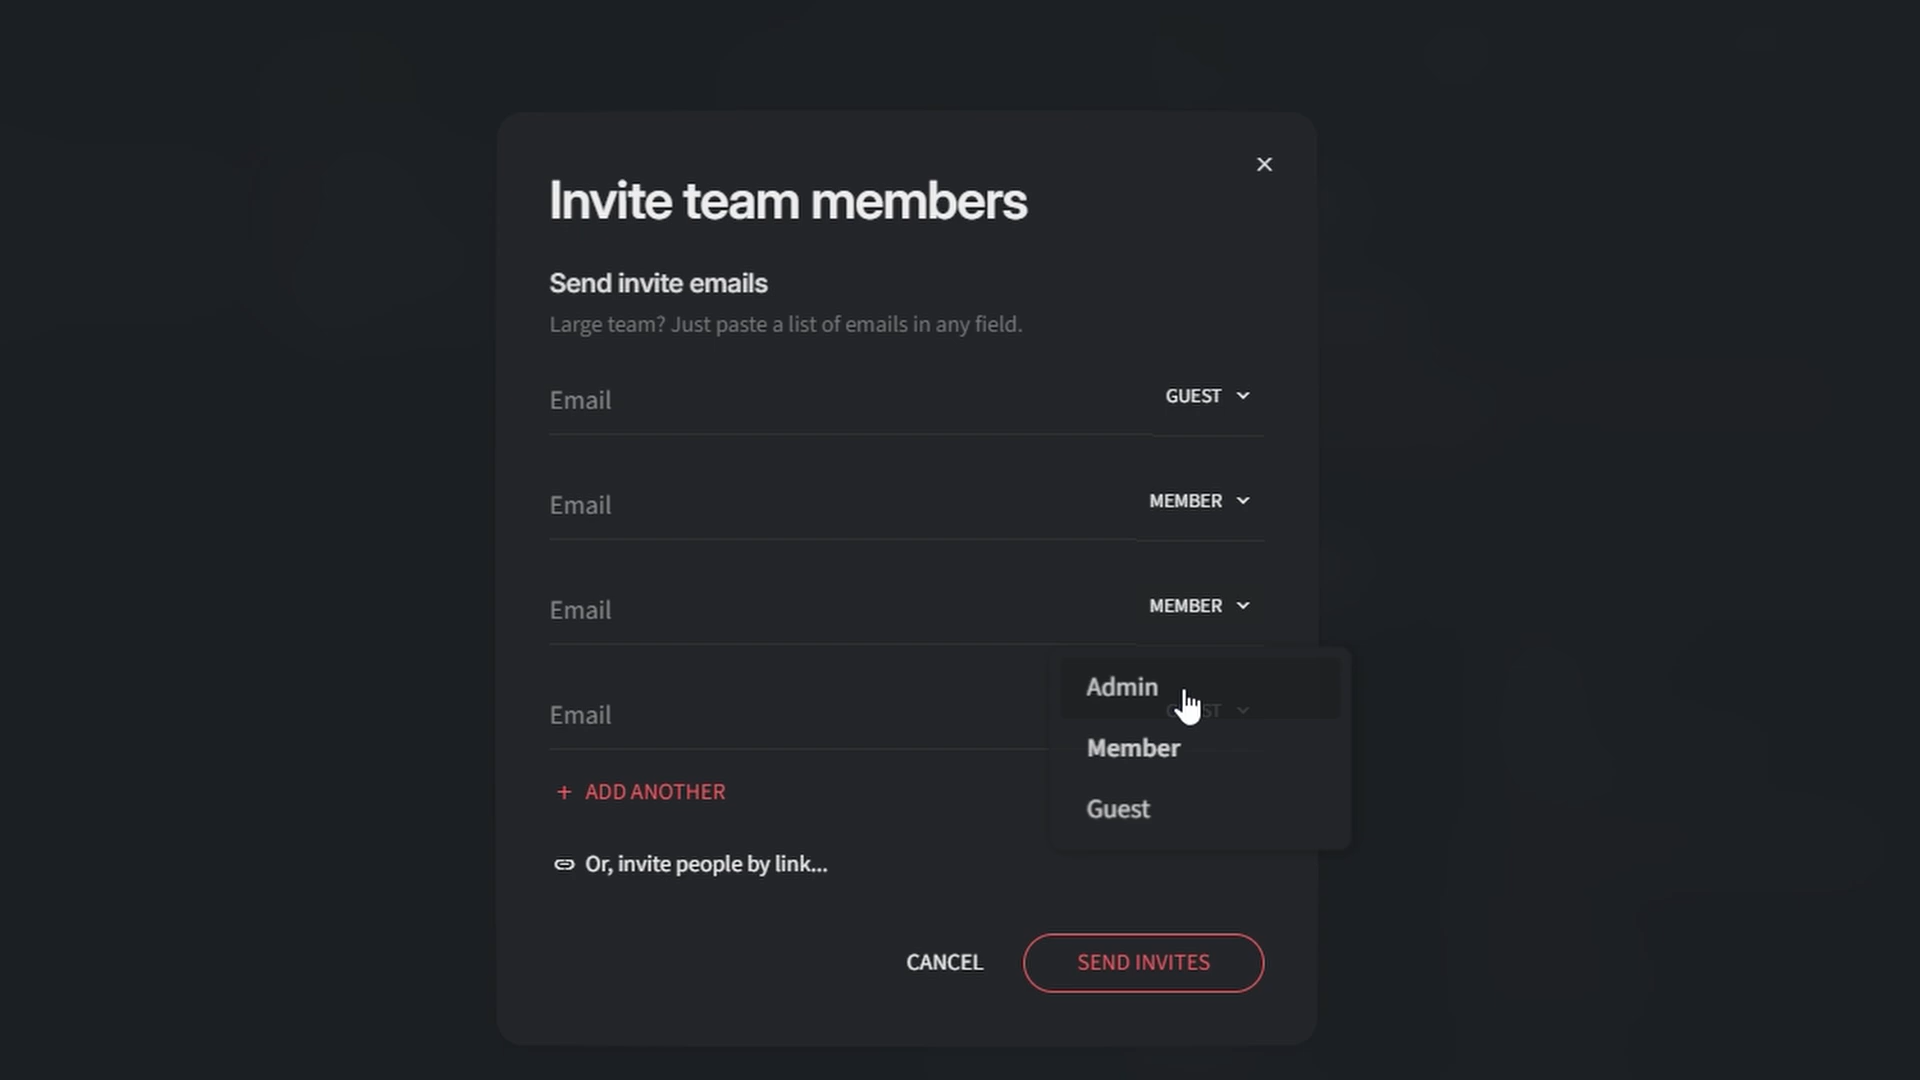 Invite team members
Send invite emails
Large team? Just paste a list of emails in any field.
Email
GUEST
Email
MEMBER
Email
MEMBER
Email
Admin
Member
Guest
+ ADD ANOTHER
Or, invite people by link...
CANCEL
SEND INVITES